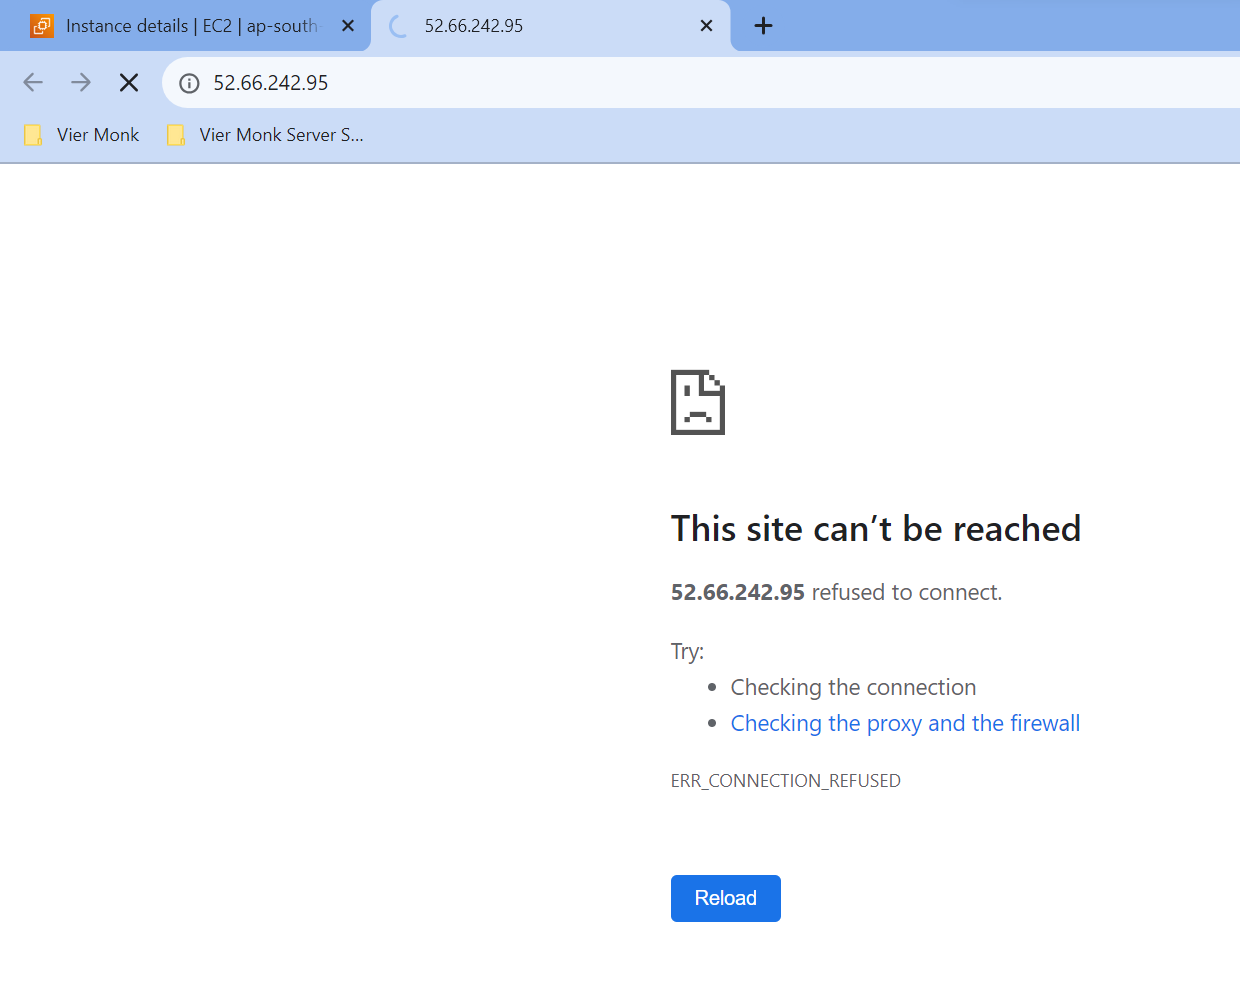 Instance details | EC2 | ap-south-
52.66.242.95
52.66.242.95
Vier Monk
Vier Monk Server S...
This site can’t be reached
52.66.242.95 refused to connect.
Try:
• Checking the connection
• Checking the proxy and the firewall
ERR_CONNECTION_REFUSED
Reload